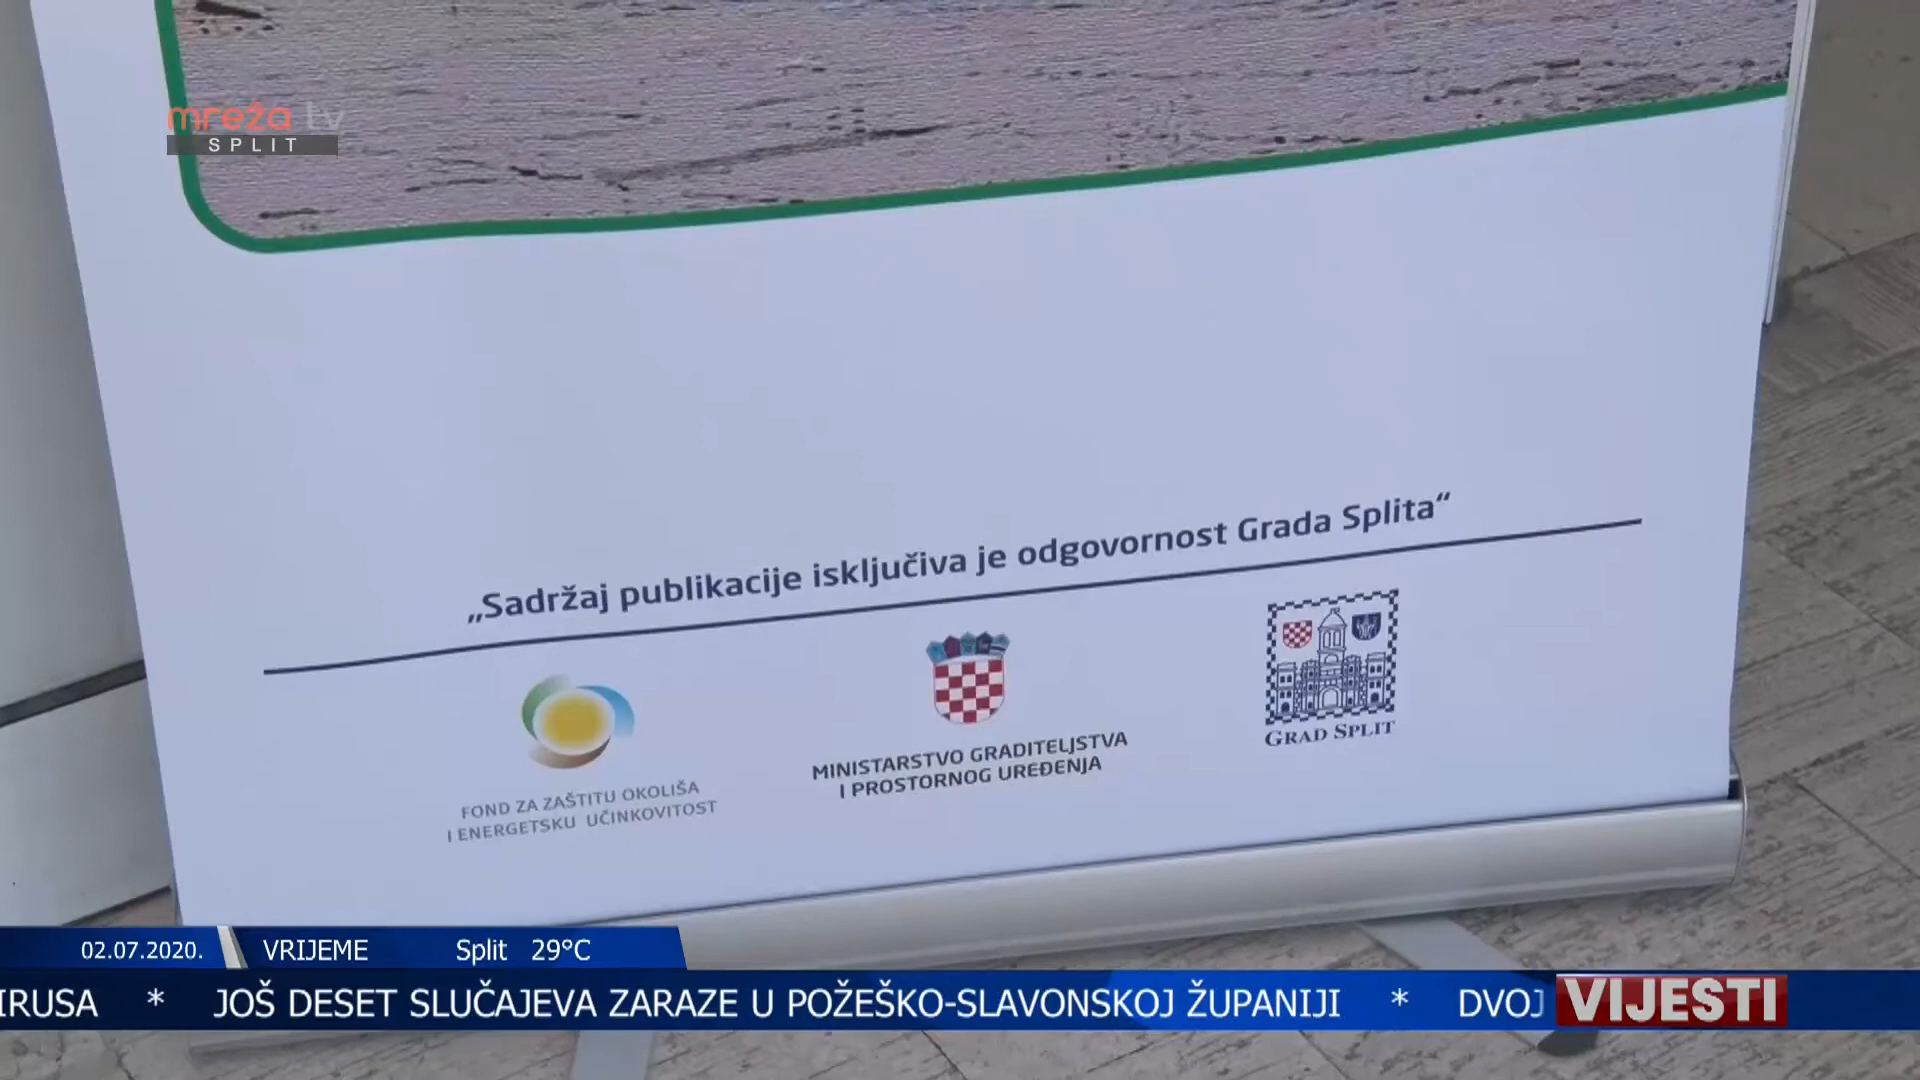 mreža tv
SPLIT
„Sadržaj publikacije isključiva je odgovornost Grada Splita“
FOND ZA ZAŠTITU OKOLIŠA
I ENERGETSKU UČINKOVITOST
MINISTARSTVO GRADITELJSTVA
I PROSTORNOG UREĐENJA
GRAD SPLIT
02.07.2020. VRIJEME Split 29°C
IRUSA * JOŠ DESET SLUČAJEVA ZARAZE U POŽEŠKO-SLAVONSKOJ ŽUPANIJI * DVOJ VIJESTI